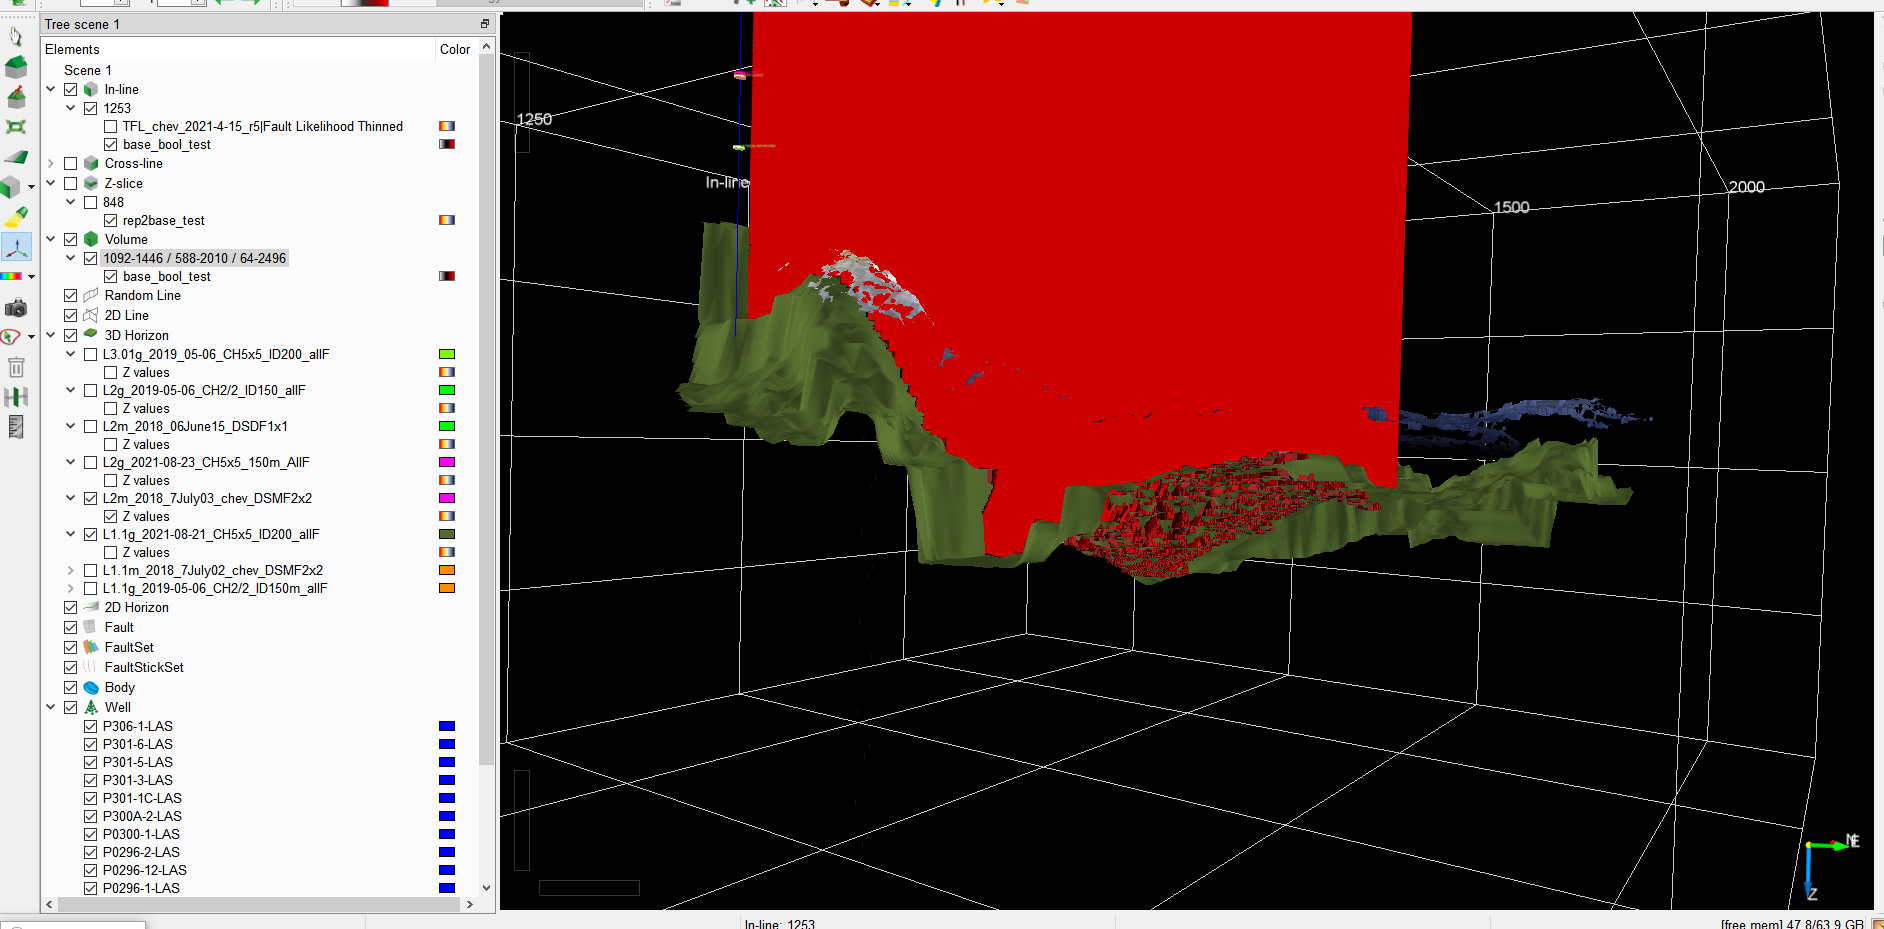 Tree scene 1
Elements
Color
Scene 1
In-line
1253
TFL_chev_2021-4-15_r5|Fault Likelihood Thinned
base_bool_test
Cross-line
Z-slice
848
rep2base_test
Volume
1092-1446 / 588-2010 / 64-2496
base_bool_test
Random Line
2D Line
3D Horizon
L3.01g_2019_05-06_CH5x5_ID200_allF
Z values
L2g_2019-05-06_CH2/2_ID150_allF
Z values
L2m_2018_06June15_DSDF1x1
Z values
L2g_2021-08-23_CH5x5_150m_AllF
Z values
L2m_2018_7July03_chev_DSMF2x2
Z values
L1.1g_2021-08-21_CH5x5_ID200_allF
Z values
L1.1m_2018_7July02_chev_DSMF2x2
L1.1g_2019-05-06_CH2/2_ID150m_allF
2D Horizon
Fault
FaultSet
FaultStickSet
Body
Well
P306-1-LAS
P301-6-LAS
P301-5-LAS
P301-3-LAS
P301-1C-LAS
P300A-2-LAS
P0300-1-LAS
P0296-2-LAS
P0296-12-LAS
P0296-1-LAS
1250
In-line
1500
2000
Z
In-line: 1253
[free mem] 47.8/63.9 GB